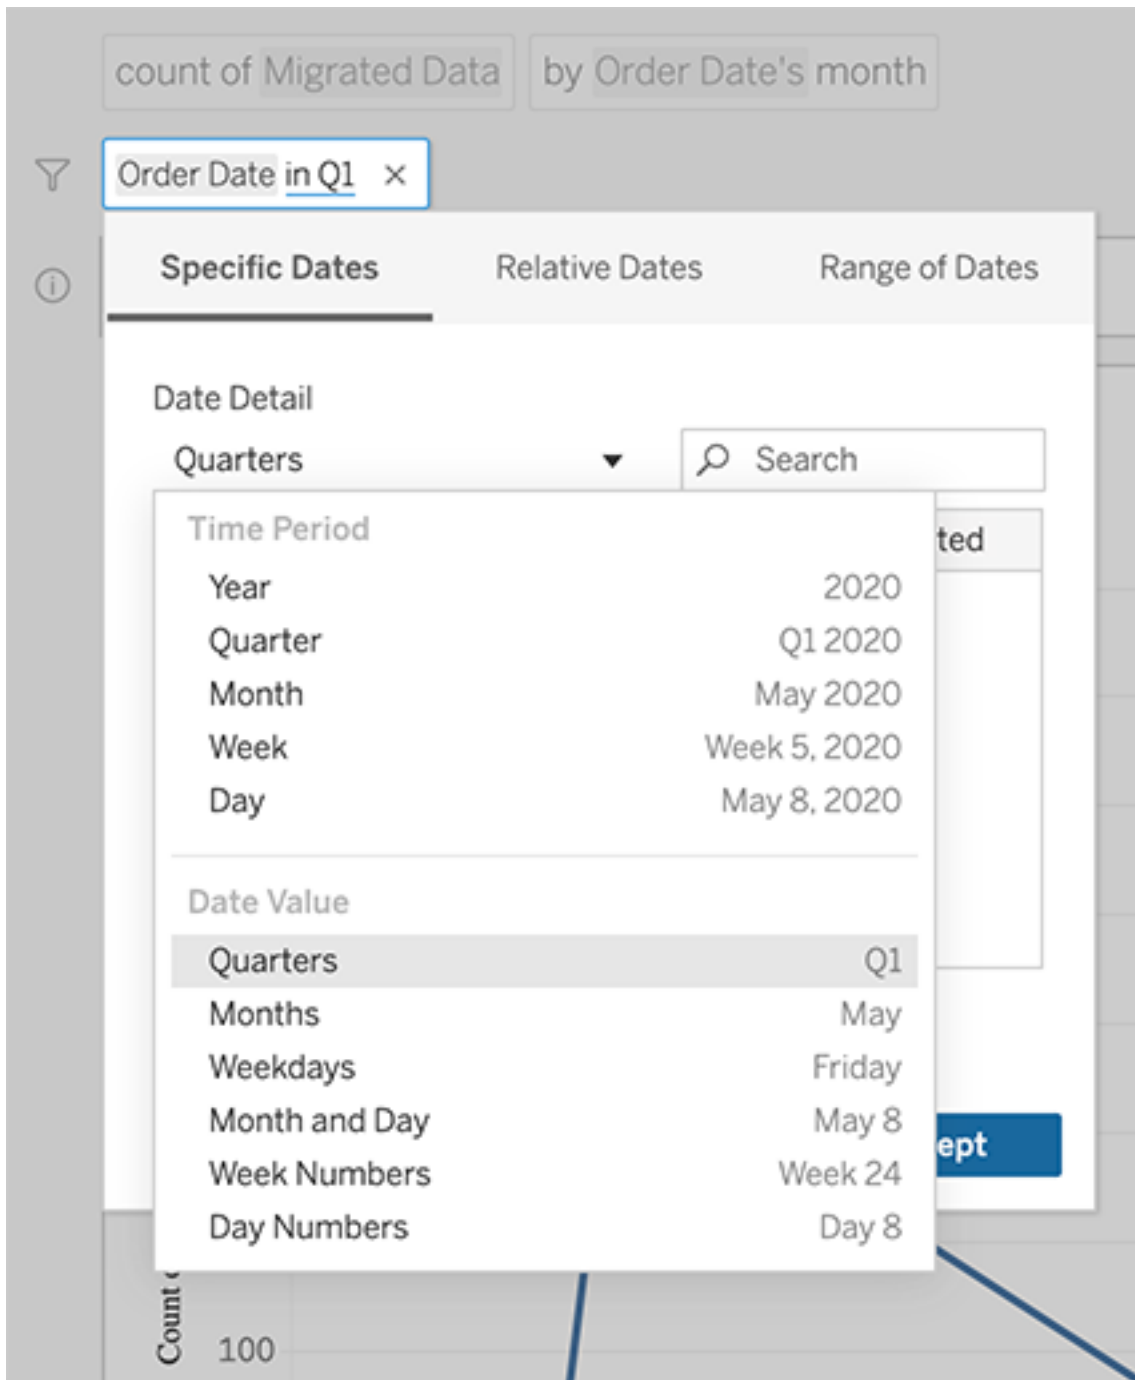 count of Migrated Data by Order Date's month
Order Date in Q1
Specific Dates Relative Dates Range of Dates
Date Detail
Quarters Search
Time Period
Year 2020
Quarter Q1 2020
Month May 2020
Week Week 5, 2020
Day May 8, 2020
Date Value
Quarters Q1
Months May
Weekdays Friday
Month and Day May 8
Week Numbers Week 24
Day Numbers Day 8
Count
100